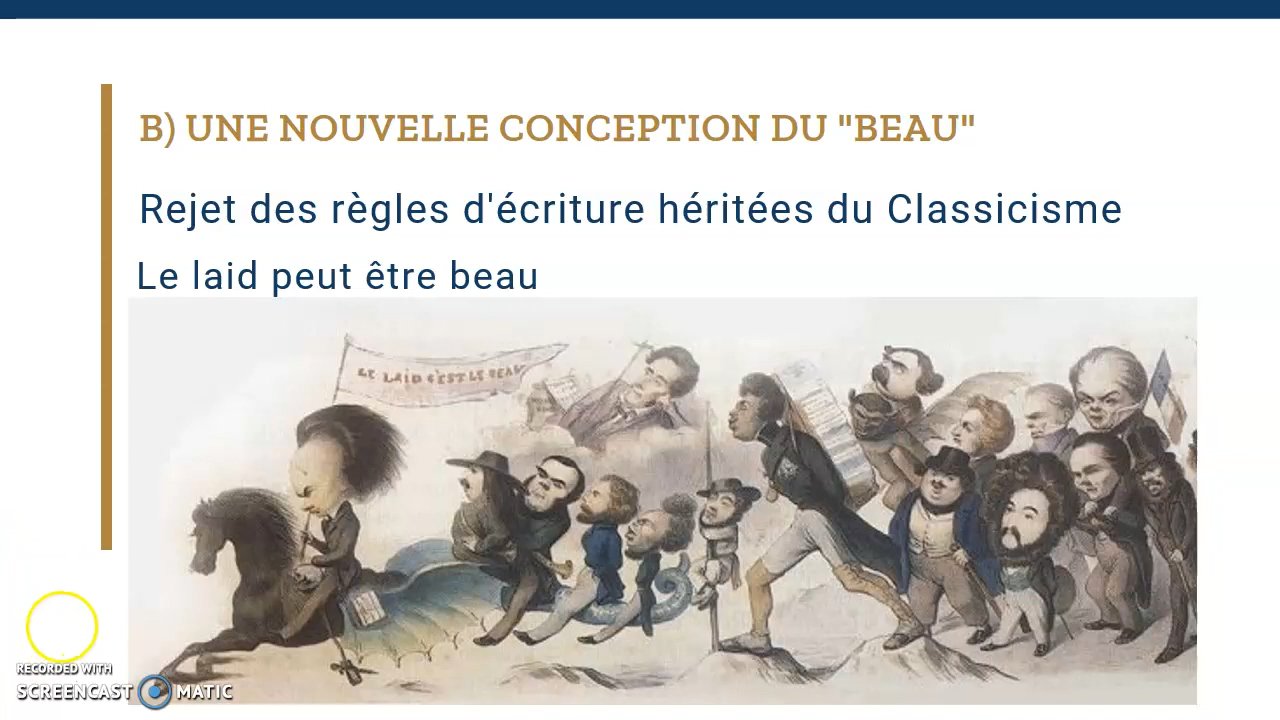 B) UNE NOUVELLE CONCEPTION DU "BEAU"
Rejet des règles d'écriture héritées du Classicisme
Le laid peut être beau
LE LAID C'EST LE BEAU
RECORDED WITH
SCREENCAST MATIC